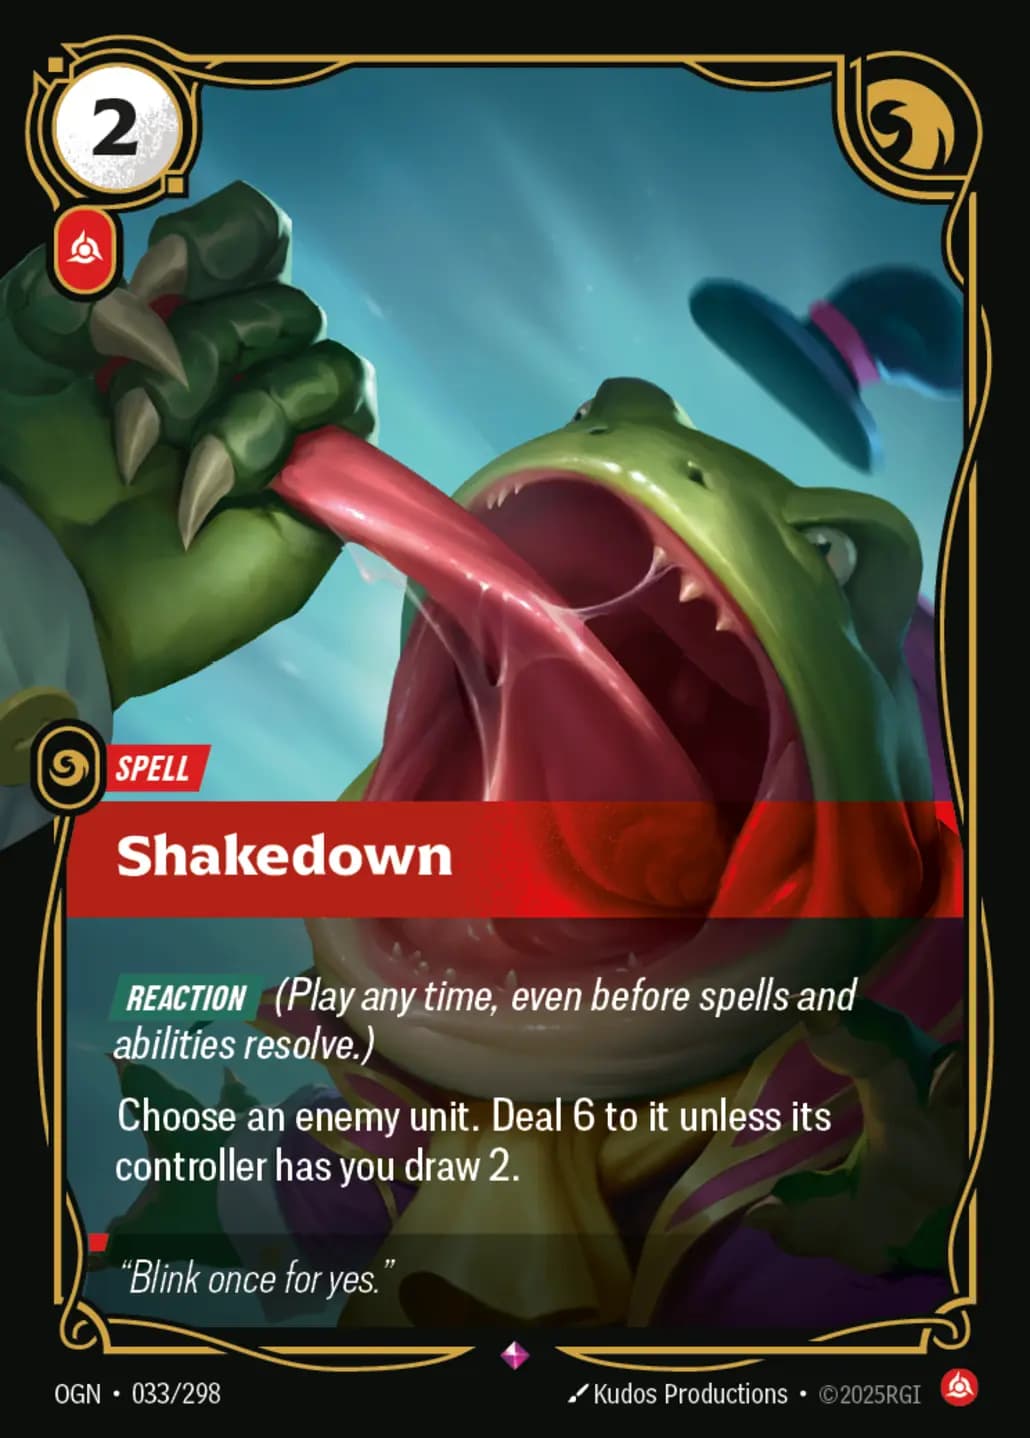 2
SPELL
Shakedown
REACTION (Play any time, even before spells and
abilities resolve.)
Choose an enemy unit. Deal 6 to it unless its
controller has you draw 2.
“Blink once for yes.”
OGN • 033/298 Kudos Productions • ©2025RGI